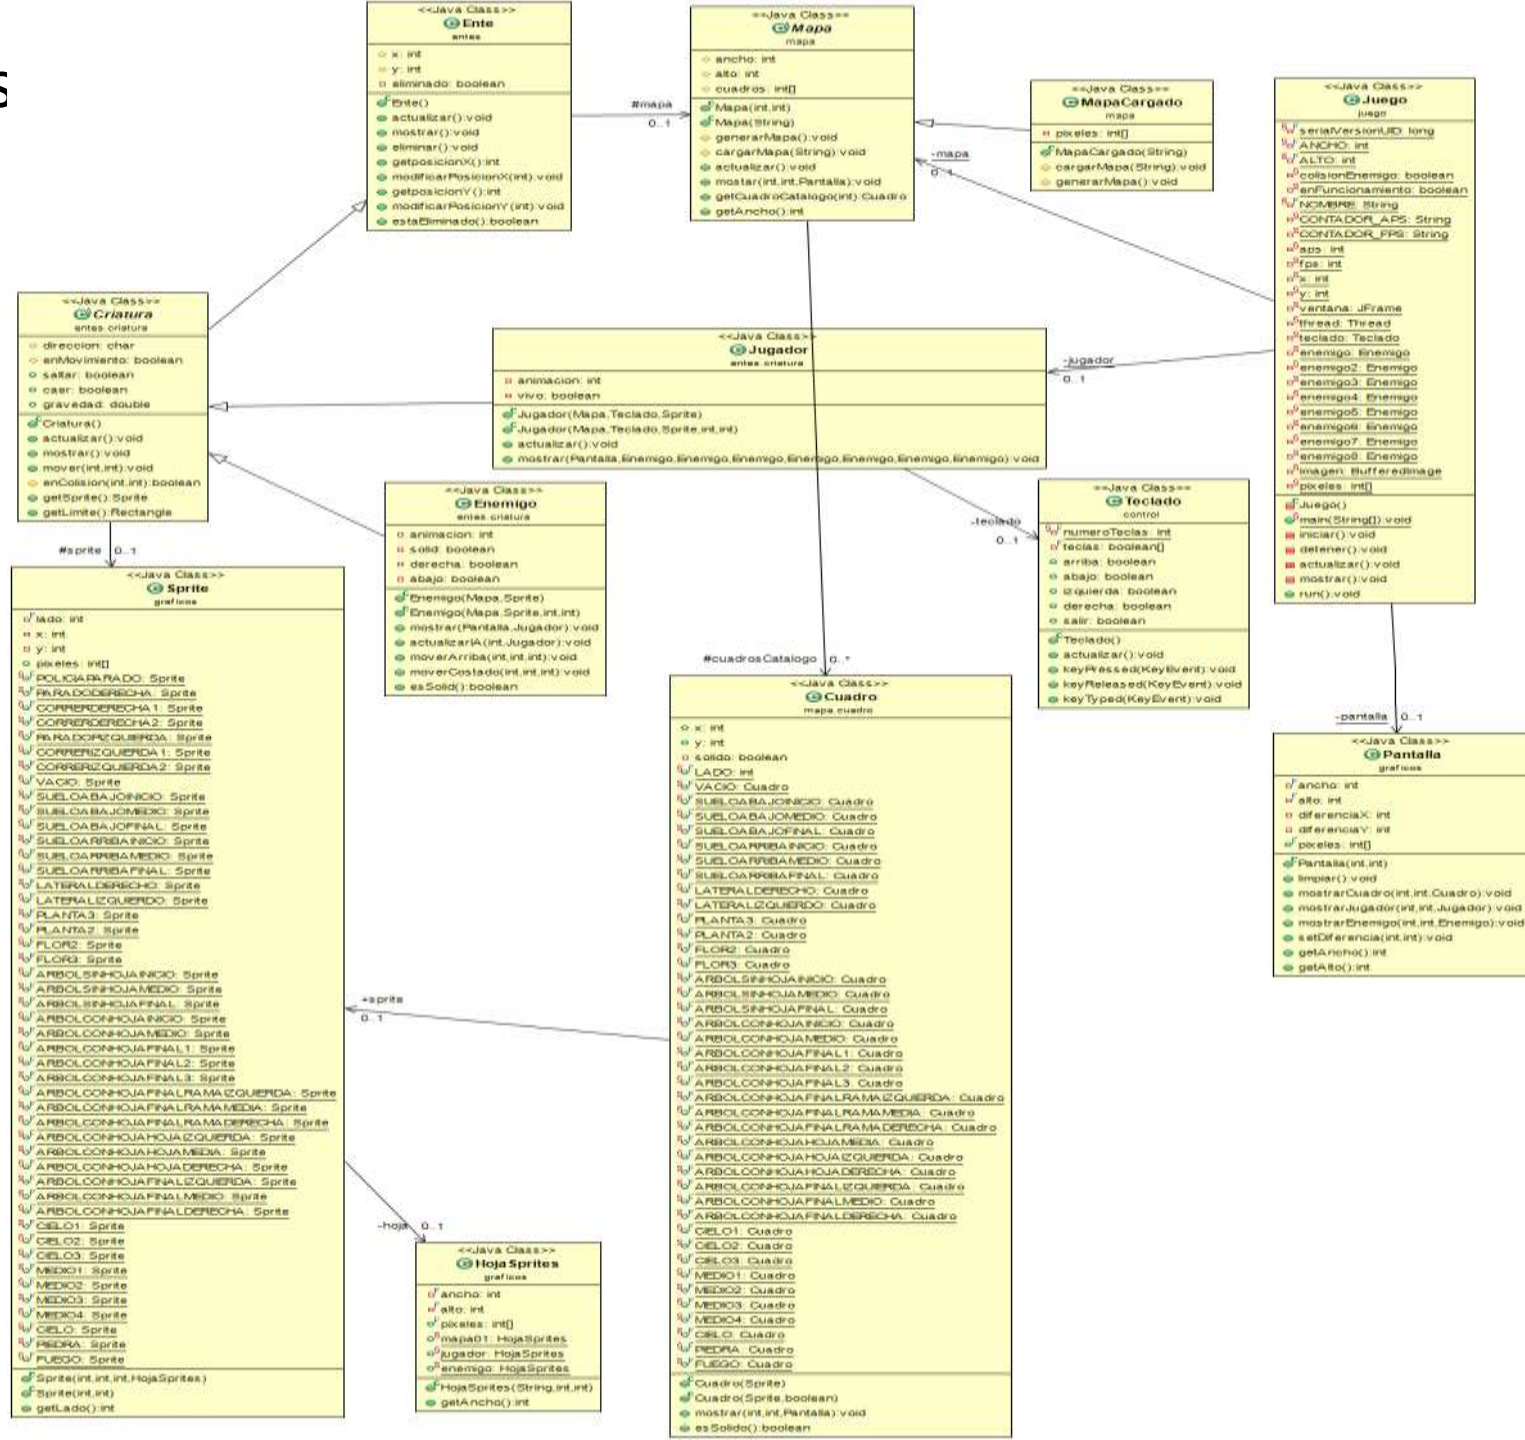 s
<<Java Class>>
Ente
entes
x: int
y: int
eliminado: boolean
Ente()
actualizar():void
mostrar():void
eliminar():void
getposicionX():int
modificarPosicionX(int):void
getposicionY():int
modificarPosicionY(int):void
estaEliminado():boolean
#mapa
0..1
<<Java Class>>
Mapa
mapa
ancho: int
alto: int
cuadros: int[]
Mapa(int,int)
Mapa(String)
generarMapa():void
cargarMapa(String):void
actualizar():void
mostar(int,int,Pantalla):void
getCuadroCatalogo(int):Cuadro
getAncho():int
<<Java Class>>
MapaCargado
mapa
pixeles: int[]
MapaCargado(String)
cargarMapa(String):void
generarMapa():void
-mapa
0..1
<<Java Class>>
Juego
juego
serialVersionUID: long
ANCHO: int
ALTO: int
colisionEnemigo: boolean
enFuncionamiento: boolean
NOMBRE: String
CONTADOR_APS: String
CONTADOR_FPS: String
aps: int
fps: int
x: int
y: int
ventana: JFrame
thread: Thread
teclado: Teclado
enemigo: Enemigo
enemigo2: Enemigo
enemigo3: Enemigo
enemigo4: Enemigo
enemigo5: Enemigo
enemigo6: Enemigo
enemigo7: Enemigo
enemigo8: Enemigo
imagen: BufferedImage
pixeles: int[]
Juego()
main(String[]):void
iniciar():void
detener():void
actualizar():void
mostrar():void
run():void
<<Java Class>>
Criatura
entes.criatura
direccion: char
enMovimiento: boolean
saltar: boolean
caer: boolean
gravedad: double
Criatura()
actualizar():void
mostrar():void
mover(int,int):void
enColision(int,int):boolean
getSprite():Sprite
getLimite():Rectangle
<<Java Class>>
Jugador
entes.criatura
animacion: int
vivo: boolean
Jugador(Mapa,Teclado,Sprite)
Jugador(Mapa,Teclado,Sprite,int,int)
actualizar():void
mostrar(Pantalla,Enemigo,Enemigo,Enemigo,Enemigo,Enemigo,Enemigo,Enemigo):void
-jugador
0..1
<<Java Class>>
Enemigo
entes.criatura
animacion: int
solid: boolean
derecha: boolean
abajo: boolean
Enemigo(Mapa,Sprite)
Enemigo(Mapa,Sprite,int,int)
mostrar(Pantalla,Jugador):void
actualizarIA(int,Jugador):void
moverArriba(int,int,int):void
moverCostado(int,int,int):void
esSolid():boolean
-teclado
0..1
<<Java Class>>
Teclado
control
numeroTeclas: int
teclas: boolean[]
arriba: boolean
abajo: boolean
izquierda: boolean
derecha: boolean
salir: boolean
Teclado()
actualizar():void
keyPressed(KeyEvent):void
keyReleased(KeyEvent):void
keyTyped(KeyEvent):void
#sprite
0..1
<<Java Class>>
Sprite
graficos
lado: int
x: int
y: int
pixeles: int[]
POLICIAPARADO: Sprite
PARADODERECHA: Sprite
CORRERDERECHA1: Sprite
CORRERDERECHA2: Sprite
PARADOIZQUIERDA: Sprite
CORRERIZQUIERDA1: Sprite
CORRERIZQUIERDA2: Sprite
VACIO: Sprite
SUELOABAJOINICIO: Sprite
SUELOABAJOMEDIO: Sprite
SUELOABAJOFINAL: Sprite
SUELOARRIBAINICIO: Sprite
SUELOARRIBAMEDIO: Sprite
SUELOARRIBAFINAL: Sprite
LATERALDERECHO: Sprite
LATERALIZQUIERDO: Sprite
PLANTA3: Sprite
PLANTA2: Sprite
FLOR2: Sprite
FLOR3: Sprite
ARBOLSINHOJAINICIO: Sprite
ARBOLSINHOJAMEDIO: Sprite
ARBOLSINHOJAFINAL: Sprite
ARBOLCONHOJAINICIO: Sprite
ARBOLCONHOJAMEDIO: Sprite
ARBOLCONHOJAFINAL1: Sprite
ARBOLCONHOJAFINAL2: Sprite
ARBOLCONHOJAFINAL3: Sprite
ARBOLCONHOJAFINALRAMAIZQUIERDA: Sprite
ARBOLCONHOJAFINALRAMAMEDIA: Sprite
ARBOLCONHOJAFINALRAMADERECHA: Sprite
ARBOLCONHOJAHOJAIZQUIERDA: Sprite
ARBOLCONHOJAHOJAMEDIA: Sprite
ARBOLCONHOJAHOJADERECHA: Sprite
ARBOLCONHOJAFINALIZQUIERDA: Sprite
ARBOLCONHOJAFINALMEDIO: Sprite
ARBOLCONHOJAFINALDERECHA: Sprite
CIELO1: Sprite
CIELO2: Sprite
CIELO3: Sprite
MEDIO1: Sprite
MEDIO2: Sprite
MEDIO3: Sprite
MEDIO4: Sprite
CIELO: Sprite
PIEDRA: Sprite
FUEGO: Sprite
Sprite(int,int,int,HojaSprites)
Sprite(int,int)
getLado():int
#cuadrosCatalogo
0..*
<<Java Class>>
Cuadro
mapa.cuadro
x: int
y: int
solido: boolean
LADO: int
VACIO: Cuadro
SUELOABAJOINICIO: Cuadro
SUELOABAJOMEDIO: Cuadro
SUELOABAJOFINAL: Cuadro
SUELOARRIBAINICIO: Cuadro
SUELOARRIBAMEDIO: Cuadro
SUELOARRIBAFINAL: Cuadro
LATERALDERECHO: Cuadro
LATERALIZQUIERDO: Cuadro
PLANTA3: Cuadro
PLANTA2: Cuadro
FLOR2: Cuadro
FLOR3: Cuadro
ARBOLSINHOJAINICIO: Cuadro
ARBOLSINHOJAMEDIO: Cuadro
ARBOLSINHOJAFINAL: Cuadro
ARBOLCONHOJAINICIO: Cuadro
ARBOLCONHOJAMEDIO: Cuadro
ARBOLCONHOJAFINAL1: Cuadro
ARBOLCONHOJAFINAL2: Cuadro
ARBOLCONHOJAFINAL3: Cuadro
ARBOLCONHOJAFINALRAMAIZQUIERDA: Cuadro
ARBOLCONHOJAFINALRAMAMEDIA: Cuadro
ARBOLCONHOJAFINALRAMADERECHA: Cuadro
ARBOLCONHOJAHOJAMEDIA: Cuadro
ARBOLCONHOJAHOJAIZQUIERDA: Cuadro
ARBOLCONHOJAHOJADERECHA: Cuadro
ARBOLCONHOJAFINALIZQUIERDA: Cuadro
ARBOLCONHOJAFINALMEDIO: Cuadro
ARBOLCONHOJAFINALDERECHA: Cuadro
CIELO1: Cuadro
CIELO2: Cuadro
CIELO3: Cuadro
MEDIO1: Cuadro
MEDIO2: Cuadro
MEDIO3: Cuadro
MEDIO4: Cuadro
CIELO: Cuadro
PIEDRA: Cuadro
FUEGO: Cuadro
Cuadro(Sprite)
Cuadro(Sprite,boolean)
mostrar(int,int,Pantalla):void
esSolido():boolean
+sprite
0..1
-hoja
0..1
<<Java Class>>
HojaSprites
graficos
ancho: int
alto: int
pixeles: int[]
mapa01: HojaSprites
jugador: HojaSprites
enemigo: HojaSprites
HojaSprites(String,int,int)
getAncho():int
-pantalla
0..1
<<Java Class>>
Pantalla
graficos
ancho: int
alto: int
diferenciaX: int
diferenciaY: int
pixeles: int[]
Pantalla(int,int)
limpiar():void
mostrarCuadro(int,int,Cuadro):void
mostrarJugador(int,int,Jugador):void
mostrarEnemigo(int,int,Enemigo):void
setDiferencia(int,int):void
getAncho():int
getAlto():int